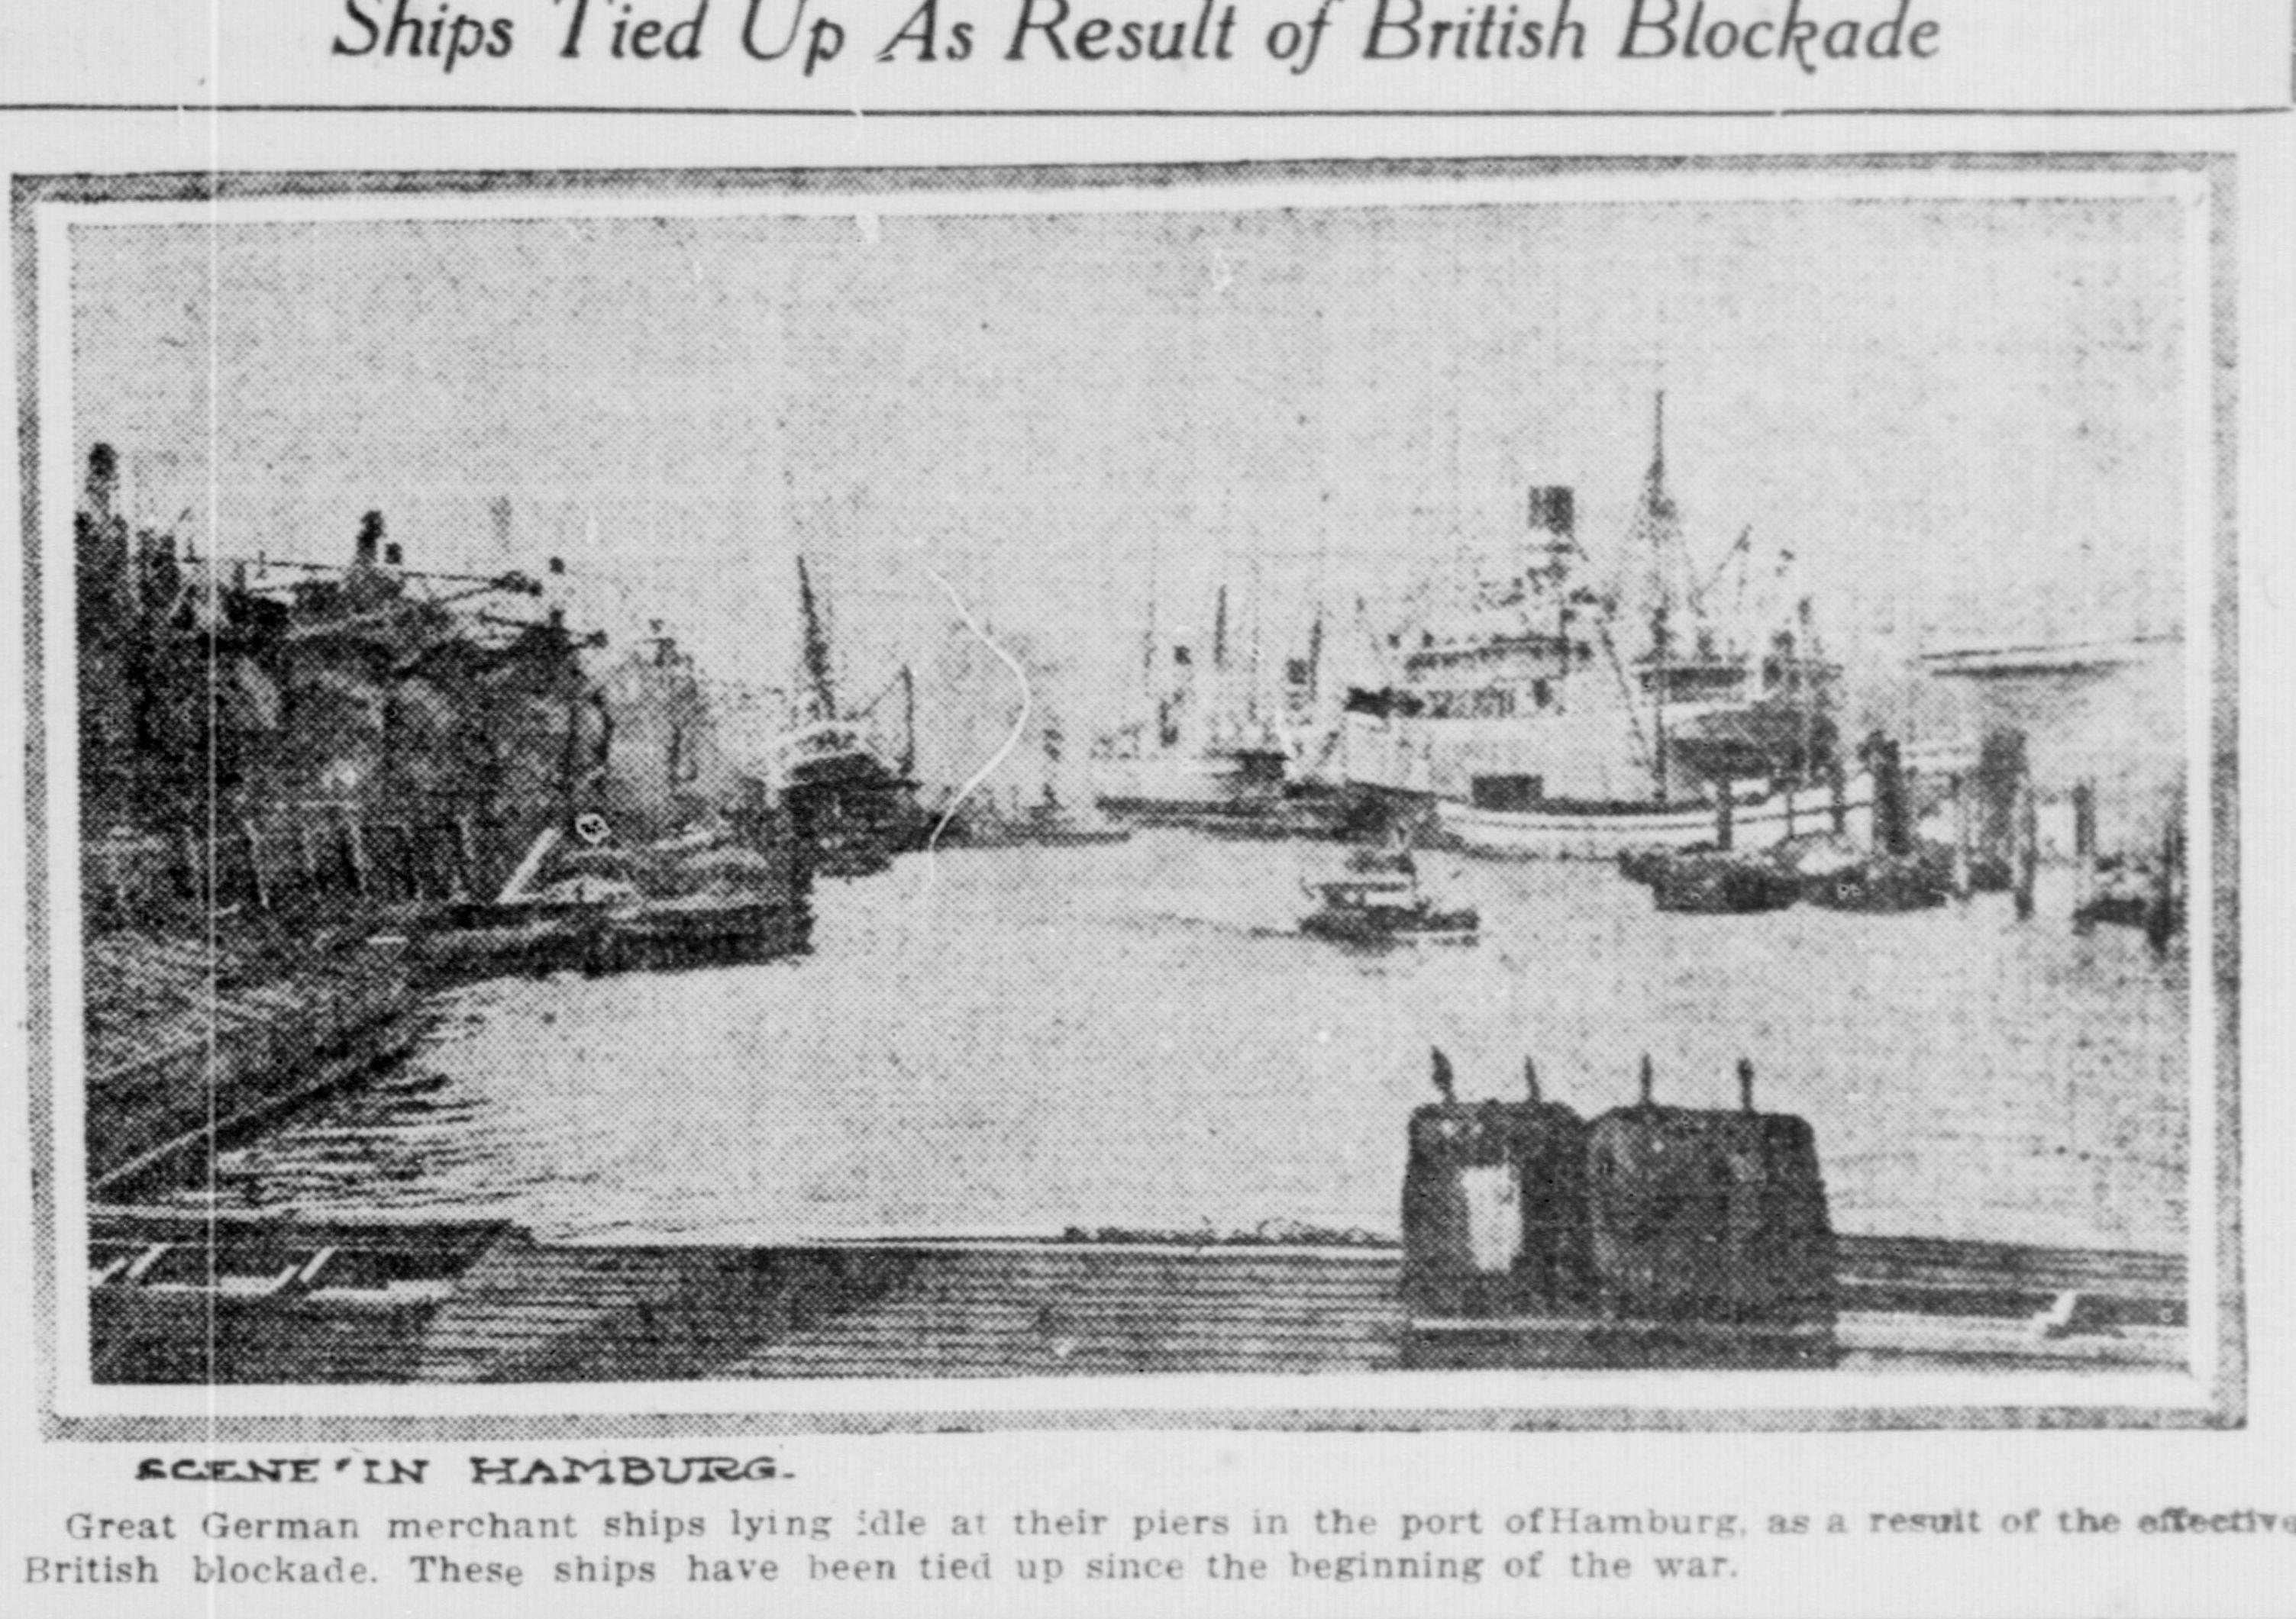 Ships Tied Up As Result of British Blockade
SCENE IN HAMBURG.
Great German merchant ships lying idle at their piers in the port of Hamburg, as a result of the effective
British blockade. These ships have been tied up since the beginning of the war.